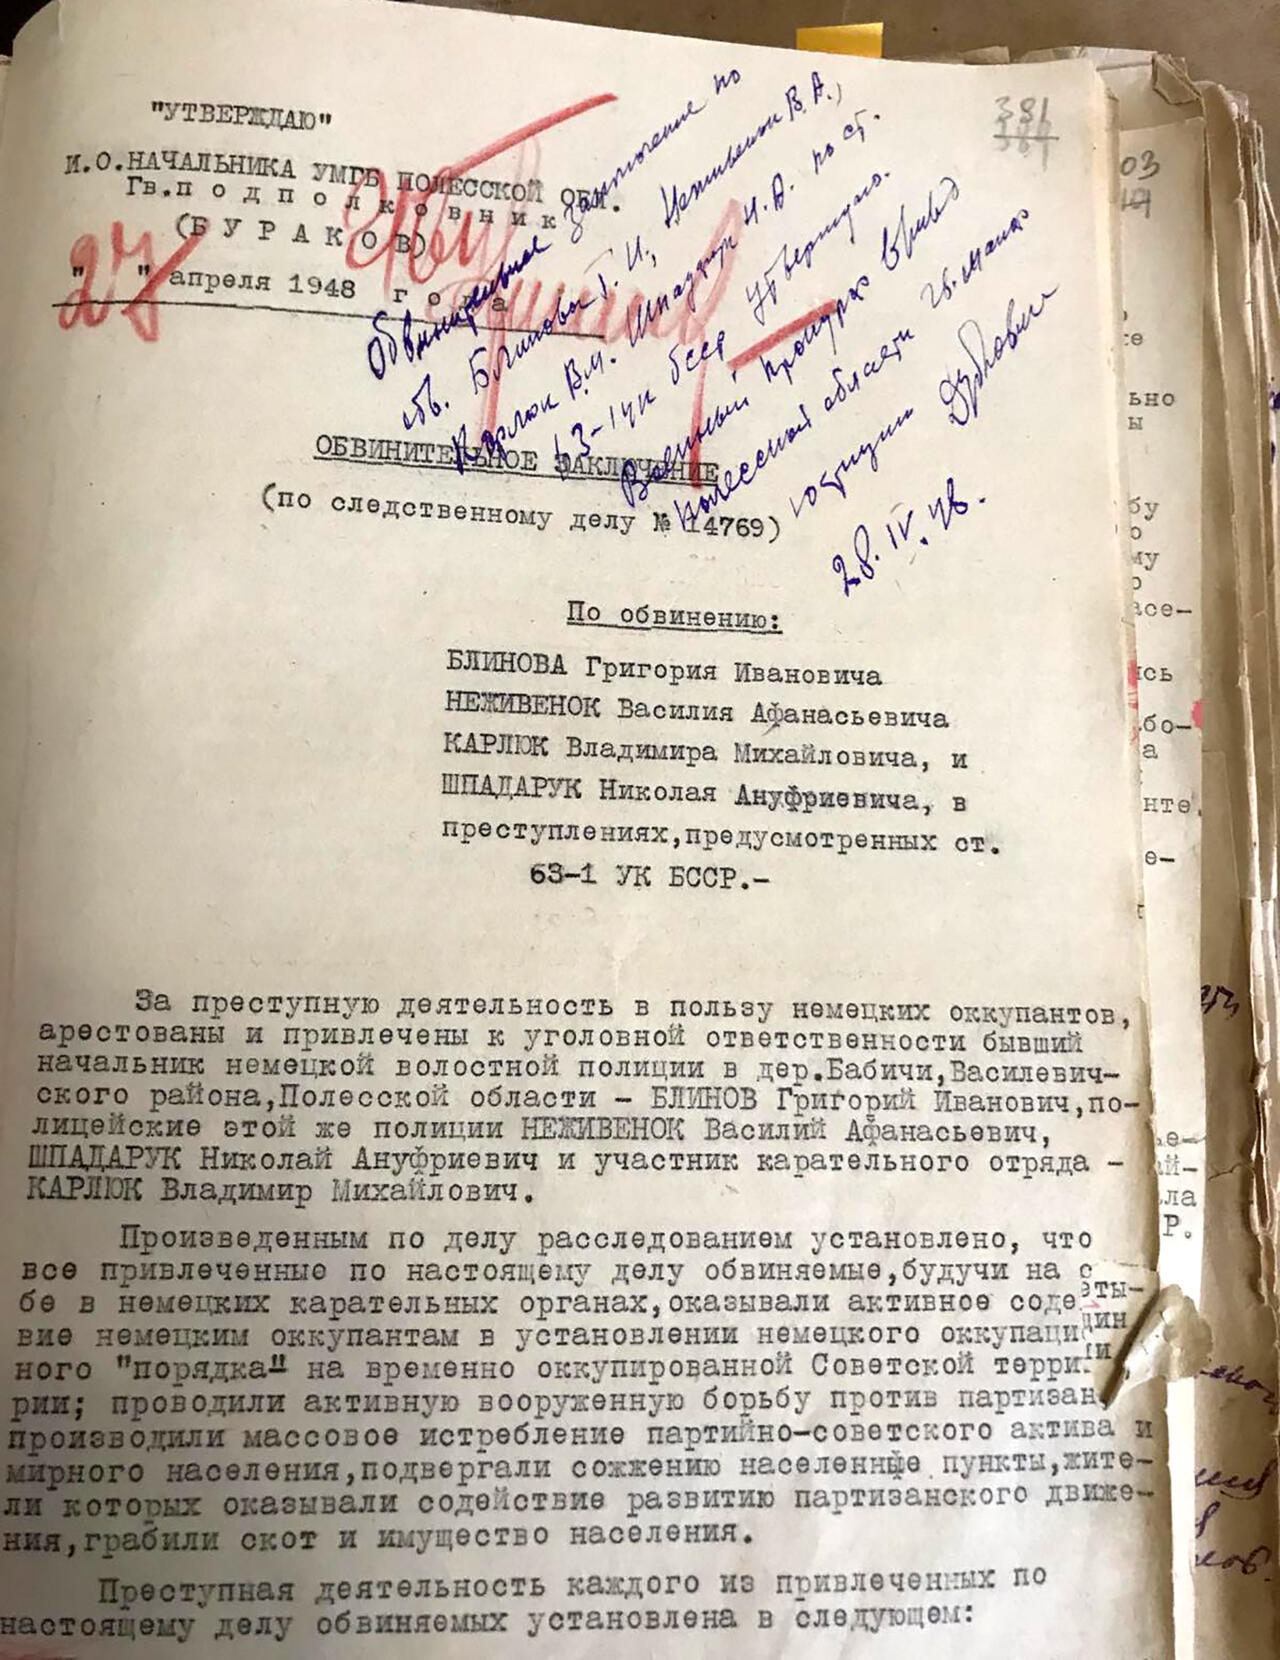 "УТВЕРЖДАЮ"
И.О.НАЧАЛЬНИКА УМГБ ПОЛЕССКОЙ ОБЛ.
Гв.п о д п о л к о в н и к
(Б У Р А К О В)
"27" апреля 1948 г о д а
381
384
Обвинительное заключение по
обв. Блинова Г. И., Неживенок В. А.,
Карлюк В.М. Шпадарук Н. А. по ст.
63-1 УК БССР Утверждаю.
Военный прокурор
Полесской области
юстиции
28. IV. 48.
ОБВИНИТЕЛЬНОЕ ЗАКЛЮЧЕНИЕ
(по следственному делу № 14769)
По обвинению:
БЛИНОВА Григория Ивановича
НЕЖИВЕНОК Василия Афанасьевича
КАРЛЮК Владимира Михайловича, и
ШПАДАРУК Николая Ануфриевича, в
преступлениях,предусмотренных ст.
63-1 УК БССР.-
За преступную деятельность в пользу немецких оккупантов,
арестованы и привлечены к уголовной ответственности бывший
начальник немецкой волостной полиции в дер.Бабичи,Василевич-
ского района,Полесской области - БЛИНОВ Григорий Иванович,по-
лицейские этой же полиции НЕЖИВЕНОК Василий Афанасьевич,
ШПАДАРУК Николай Ануфриевич и участник карательного отряда -
КАРЛЮК Владимир Михайлович.
Произведенным по делу расследованием установлено, что
все привлеченные по настоящему делу обвиняемые,будучи на с
бе в немецких карательных органах,оказывали активное соде
вие немецким оккупантам в установлении немецкого оккупаци
ного "порядка" на временно оккупированной Советской терри
рии; проводили активную вооруженную борьбу против партизан,
производили массовое истребление партийно-советского актива и
мирного населения,подвергали сожжению населенные пункты,жите-
ли которых оказывали содействие развитию партизанского движе-
ния,грабили скот и имущество населения.
Преступная деятельность каждого из привлеченных по
настоящему делу обвиняемых установлена в следующем: